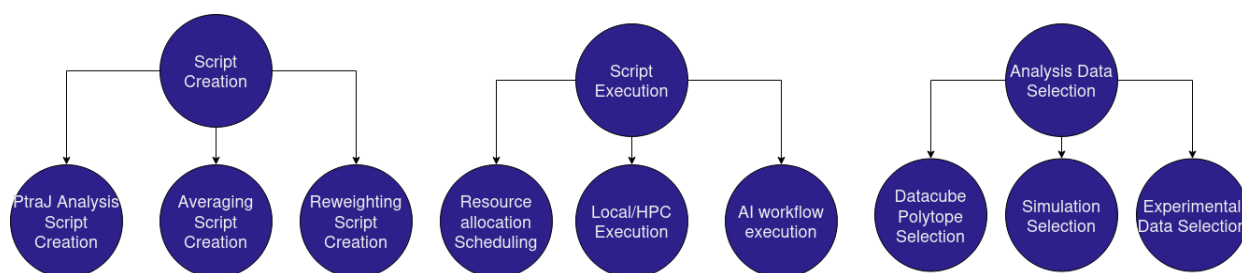 Script
Creation
Script
Execution
Analysis Data
Selection
PtraJ Analysis
Script
Creation
Averaging
Script
Creation
Reweighting
Script
Creation
Resource
allocation
Scheduling
Local/HPC
Execution
AI workflow
execution
Datacube
Polytope
Selection
Simulation
Selection
Experimental
Data Selection